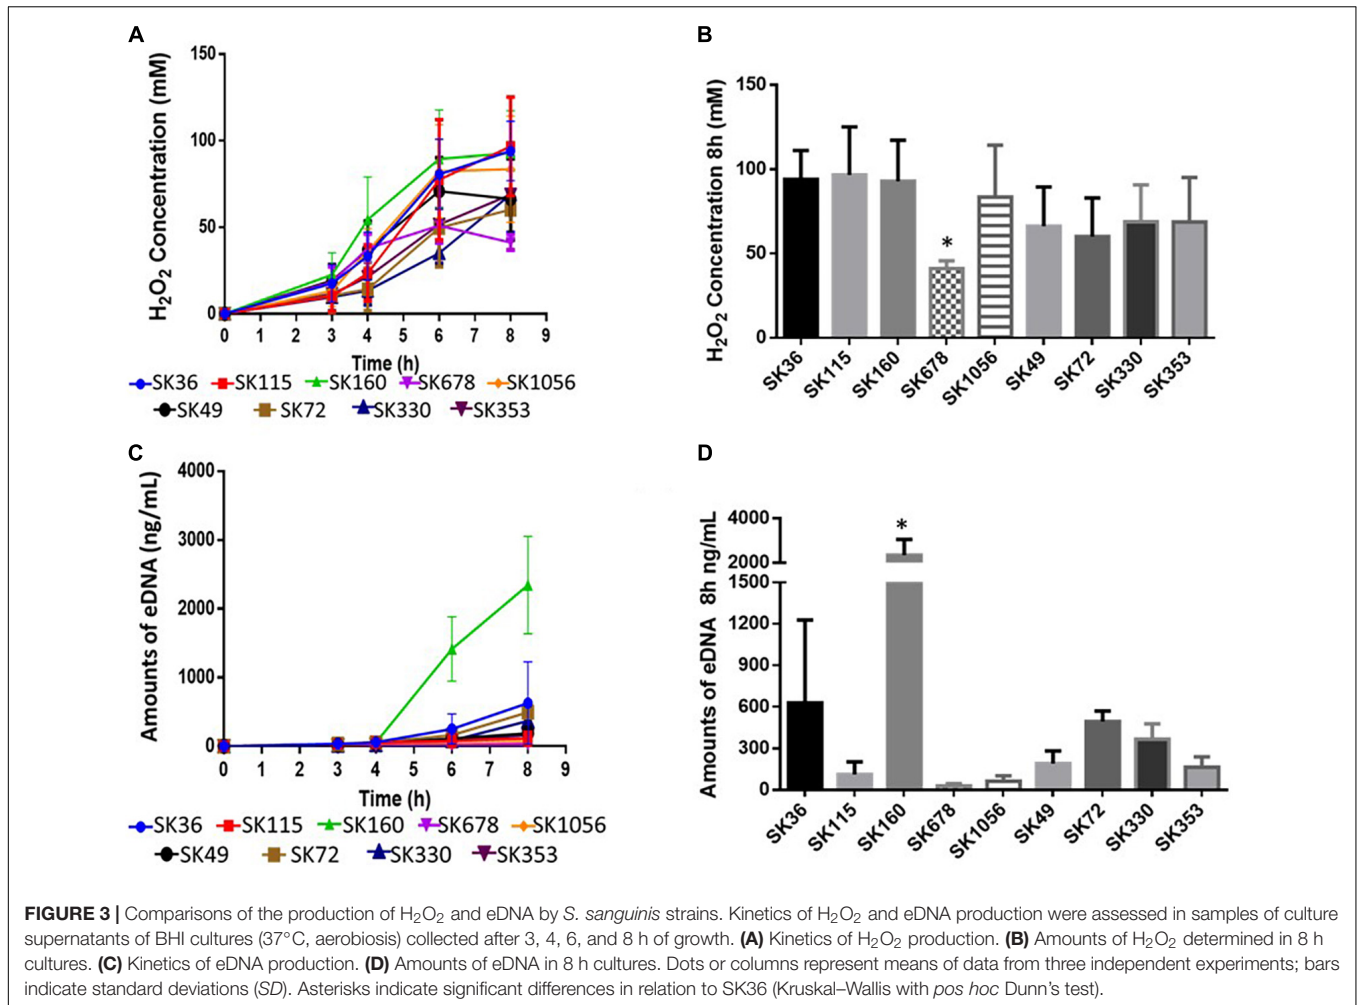 A
H₂O₂ Concentration (mM)
150
100
50
0
0 1 2 3 4 5 6 7 8 9
Time (h)
SK36 SK115 SK160 SK678 SK1056
SK49 SK72 SK330 SK353
B
H₂O₂ Concentration 8h (mM)
150
100
50
0
*
SK36 SK115 SK160 SK678 SK1056 SK49 SK72 SK330 SK353
C
Amounts of eDNA (ng/mL)
4000
3000
2000
1000
0
0 1 2 3 4 5 6 7 8 9
Time (h)
SK36 SK115 SK160 SK678 SK1056
SK49 SK72 SK330 SK353
D
Amounts of eDNA 8h ng/mL
4000
2000
1500
1200
900
600
300
0
*
SK36 SK115 SK160 SK678 SK1056 SK49 SK72 SK330 SK353
FIGURE 3 | Comparisons of the production of H₂O₂ and eDNA by S. sanguinis strains. Kinetics of H₂O₂ and eDNA production were assessed in samples of culture
supernatants of BHI cultures (37°C, aerobiosis) collected after 3, 4, 6, and 8 h of growth. (A) Kinetics of H₂O₂ production. (B) Amounts of H₂O₂ determined in 8 h
cultures. (C) Kinetics of eDNA production. (D) Amounts of eDNA in 8 h cultures. Dots or columns represent means of data from three independent experiments; bars
indicate standard deviations (SD). Asterisks indicate significant differences in relation to SK36 (Kruskal–Wallis with pos hoc Dunn's test).